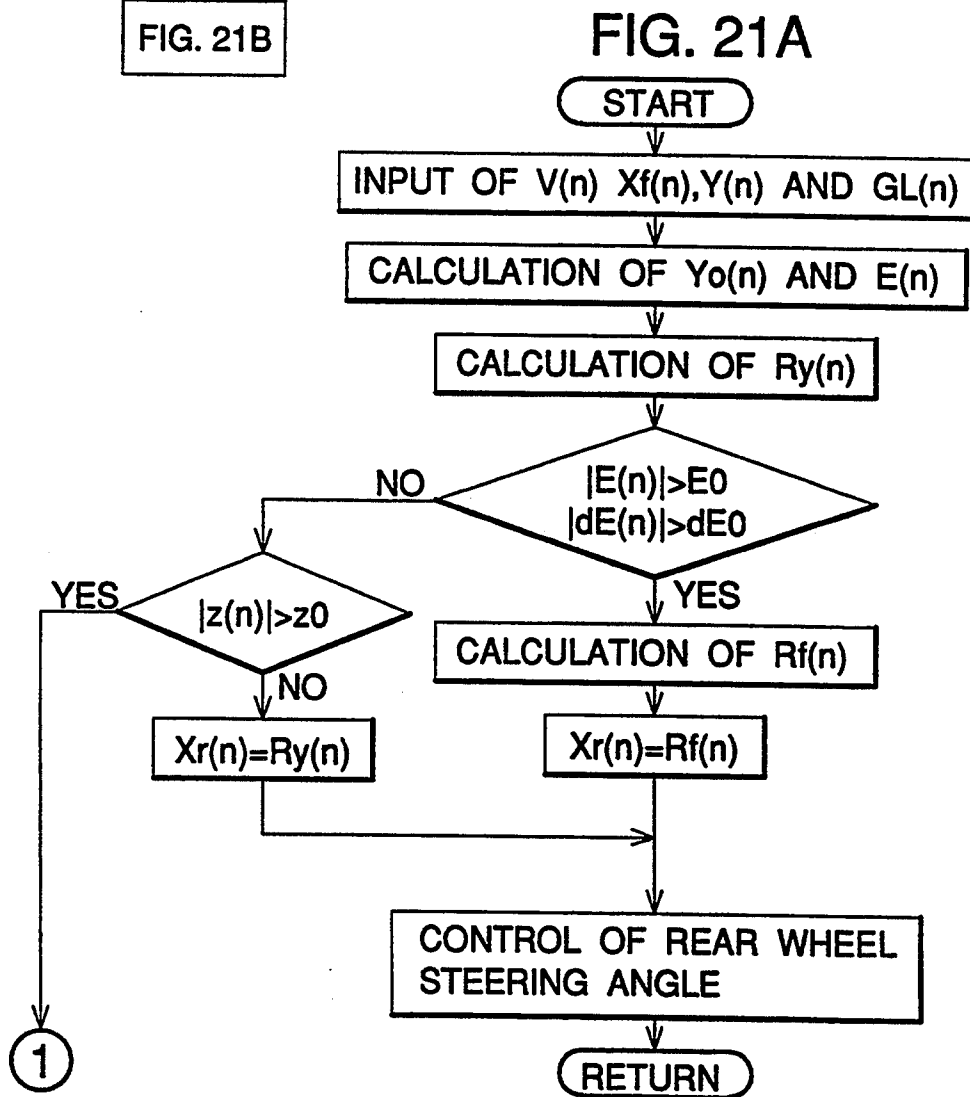 FIG. 21B
FIG. 21A
START
INPUT OF V(n) Xf(n),Y(n) AND GL(n)
CALCULATION OF Yo(n) AND E(n)
CALCULATION OF Ry(n)
|E(n)|>E0
|dE(n)|>dE0
NO
YES
|z(n)|>z0
YES
NO
CALCULATION OF Rf(n)
Xr(n)=Ry(n)
Xr(n)=Rf(n)
CONTROL OF REAR WHEEL
STEERING ANGLE
1
RETURN